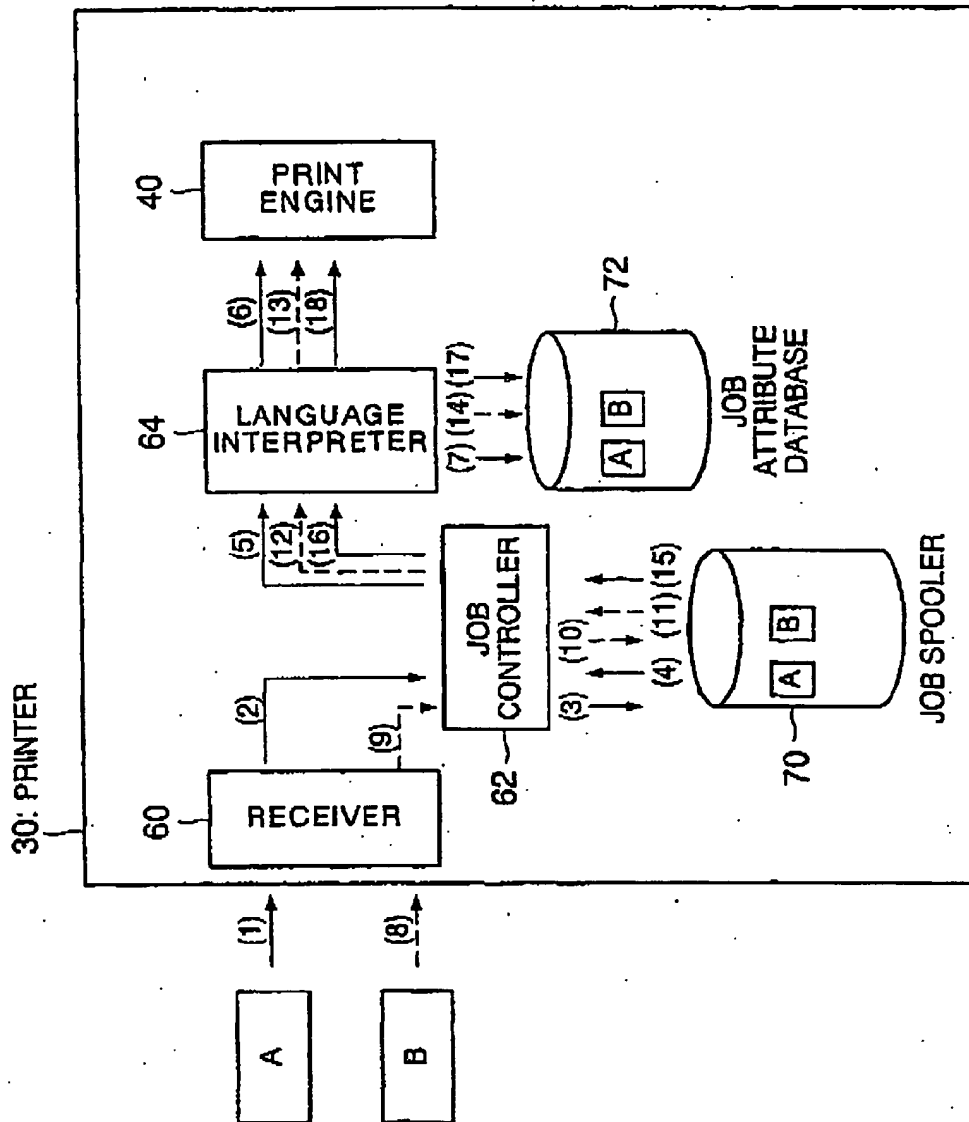 30: PRINTER
A
(1)
B
(8)
60
RECEIVER
(2)
(9)
62
JOB
CONTROLLER
(3)
(4)
(10)
(11)
(15)
70
A
B
JOB SPOOLER
(5)
(12)
(16)
64
LANGUAGE
INTERPRETER
(7)
(14)
(17)
72
A
B
JOB
ATTRIBUTE
DATABASE
(6)
(13)
(18)
40
PRINT
ENGINE